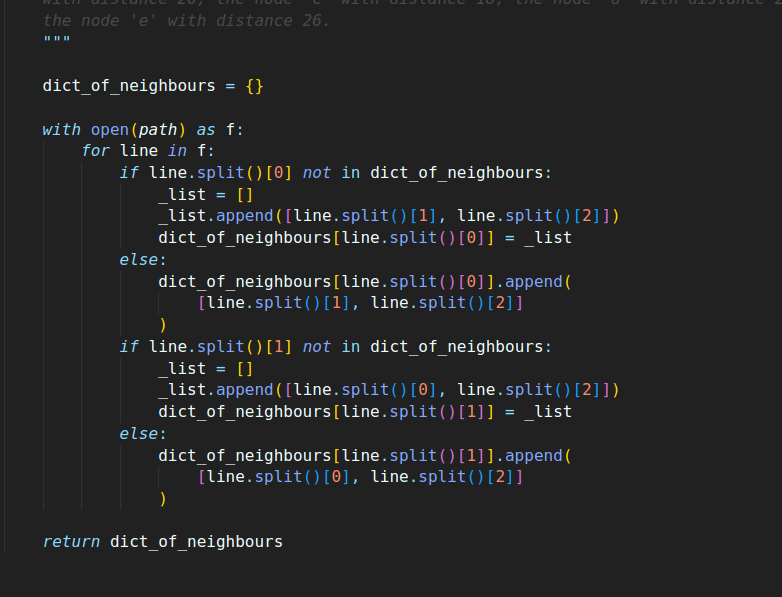 with distance 20, the node 'c' with distance 18, the node 'd' with distance
the node 'e' with distance 26.
"""
dict_of_neighbours = {}
with open(path) as f:
for line in f:
if line.split()[0] not in dict_of_neighbours:
_list = []
_list.append([line.split()[1], line.split()[2]])
dict_of_neighbours[line.split()[0]] = _list
else:
dict_of_neighbours[line.split()[0]].append(
[line.split()[1], line.split()[2]]
)
if line.split()[1] not in dict_of_neighbours:
_list = []
_list.append([line.split()[0], line.split()[2]])
dict_of_neighbours[line.split()[1]] = _list
else:
dict_of_neighbours[line.split()[1]].append(
[line.split()[0], line.split()[2]]
)
return dict_of_neighbours